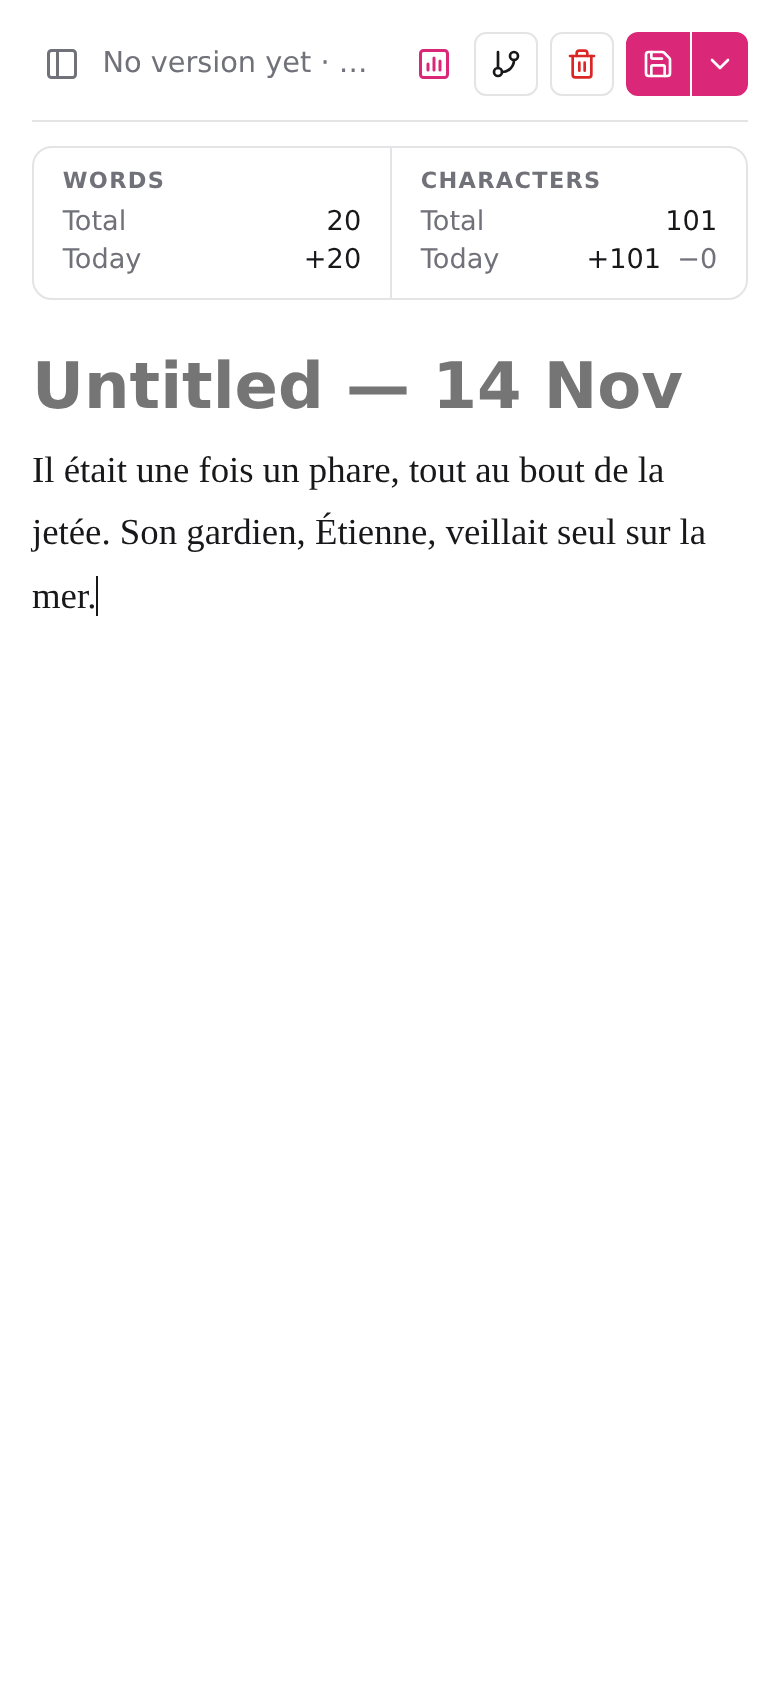 No version yet · …
WORDS
Total 20
Today +20
CHARACTERS
Total 101
Today +101 −0
Untitled — 14 Nov
Il était une fois un phare, tout au bout de la
jetée. Son gardien, Étienne, veillait seul sur la
mer.